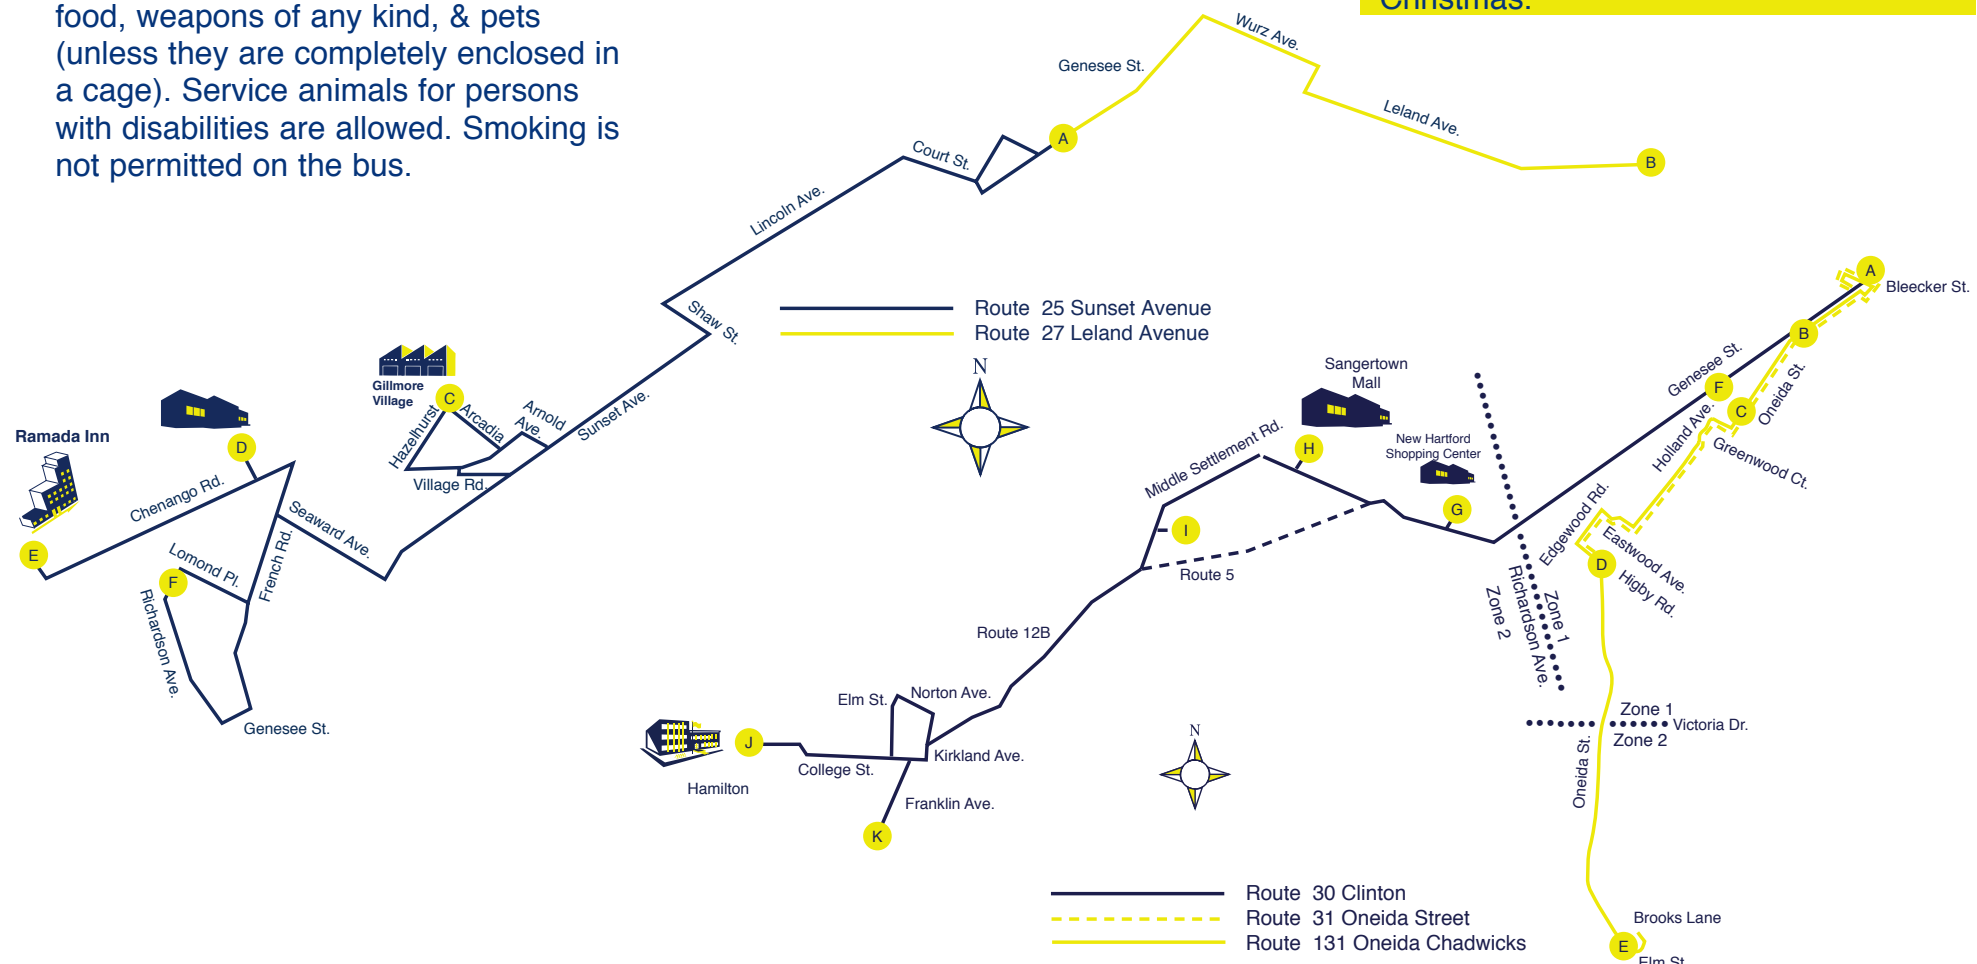 food, weapons of any kind, & pets
(unless they are completely enclosed in
a cage). Service animals for persons
with disabilities are allowed. Smoking is
not permitted on the bus.
Christmas.
Wurz Ave.
Genesee St.
Leland Ave.
A
B
Court St.
Lincoln Ave.
Shaw St.
Route 25 Sunset Avenue
Route 27 Leland Avenue
N
Gillmore
Village
C
Hazelhurst
Arcadia
Arnold
Ave.
Sunset Ave.
Village Rd.
D
Ramada Inn
E
Chenango Rd.
Seaward Ave.
French Rd.
Lomond Pl.
F
Richardson Ave.
Genesee St.
A
Bleecker St.
B
Genesee St.
F
C
Oneida St.
Holland Ave.
Greenwood Ct.
Sangertown
Mall
H
Middle Settlement Rd.
New Hartford
Shopping Center
G
I
Route 5
Edgewood Rd.
Eastwood Ave.
D
Higby Rd.
Zone 1
Richardson Ave.
Zone 2
Route 12B
Elm St.
Norton Ave.
J
Kirkland Ave.
College St.
Hamilton
Franklin Ave.
K
N
Zone 1
Victoria Dr.
Zone 2
Oneida St.
Route 30 Clinton
Route 31 Oneida Street
Route 131 Oneida Chadwicks
Brooks Lane
E
Elm St.